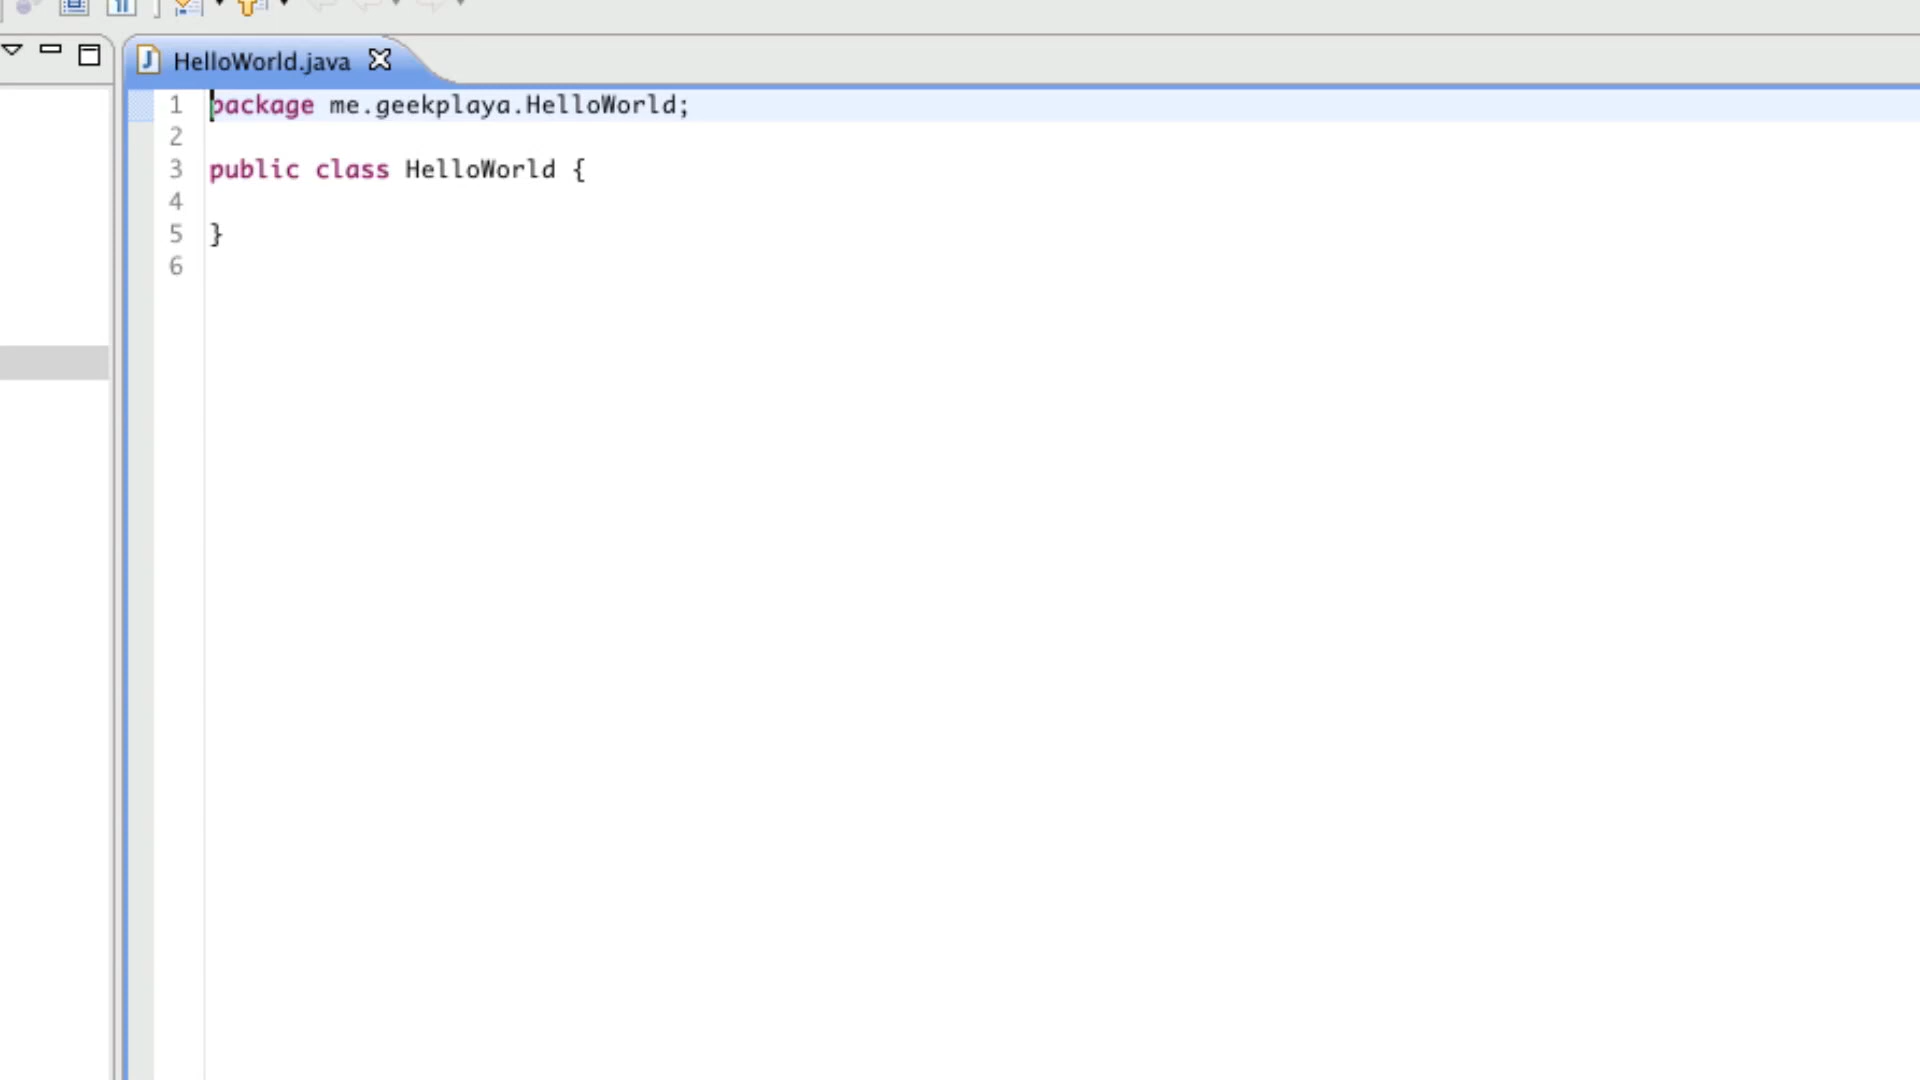 HelloWorld.java
1 package me.geekplaya.HelloWorld;
2
3 public class HelloWorld {
4
5 }
6